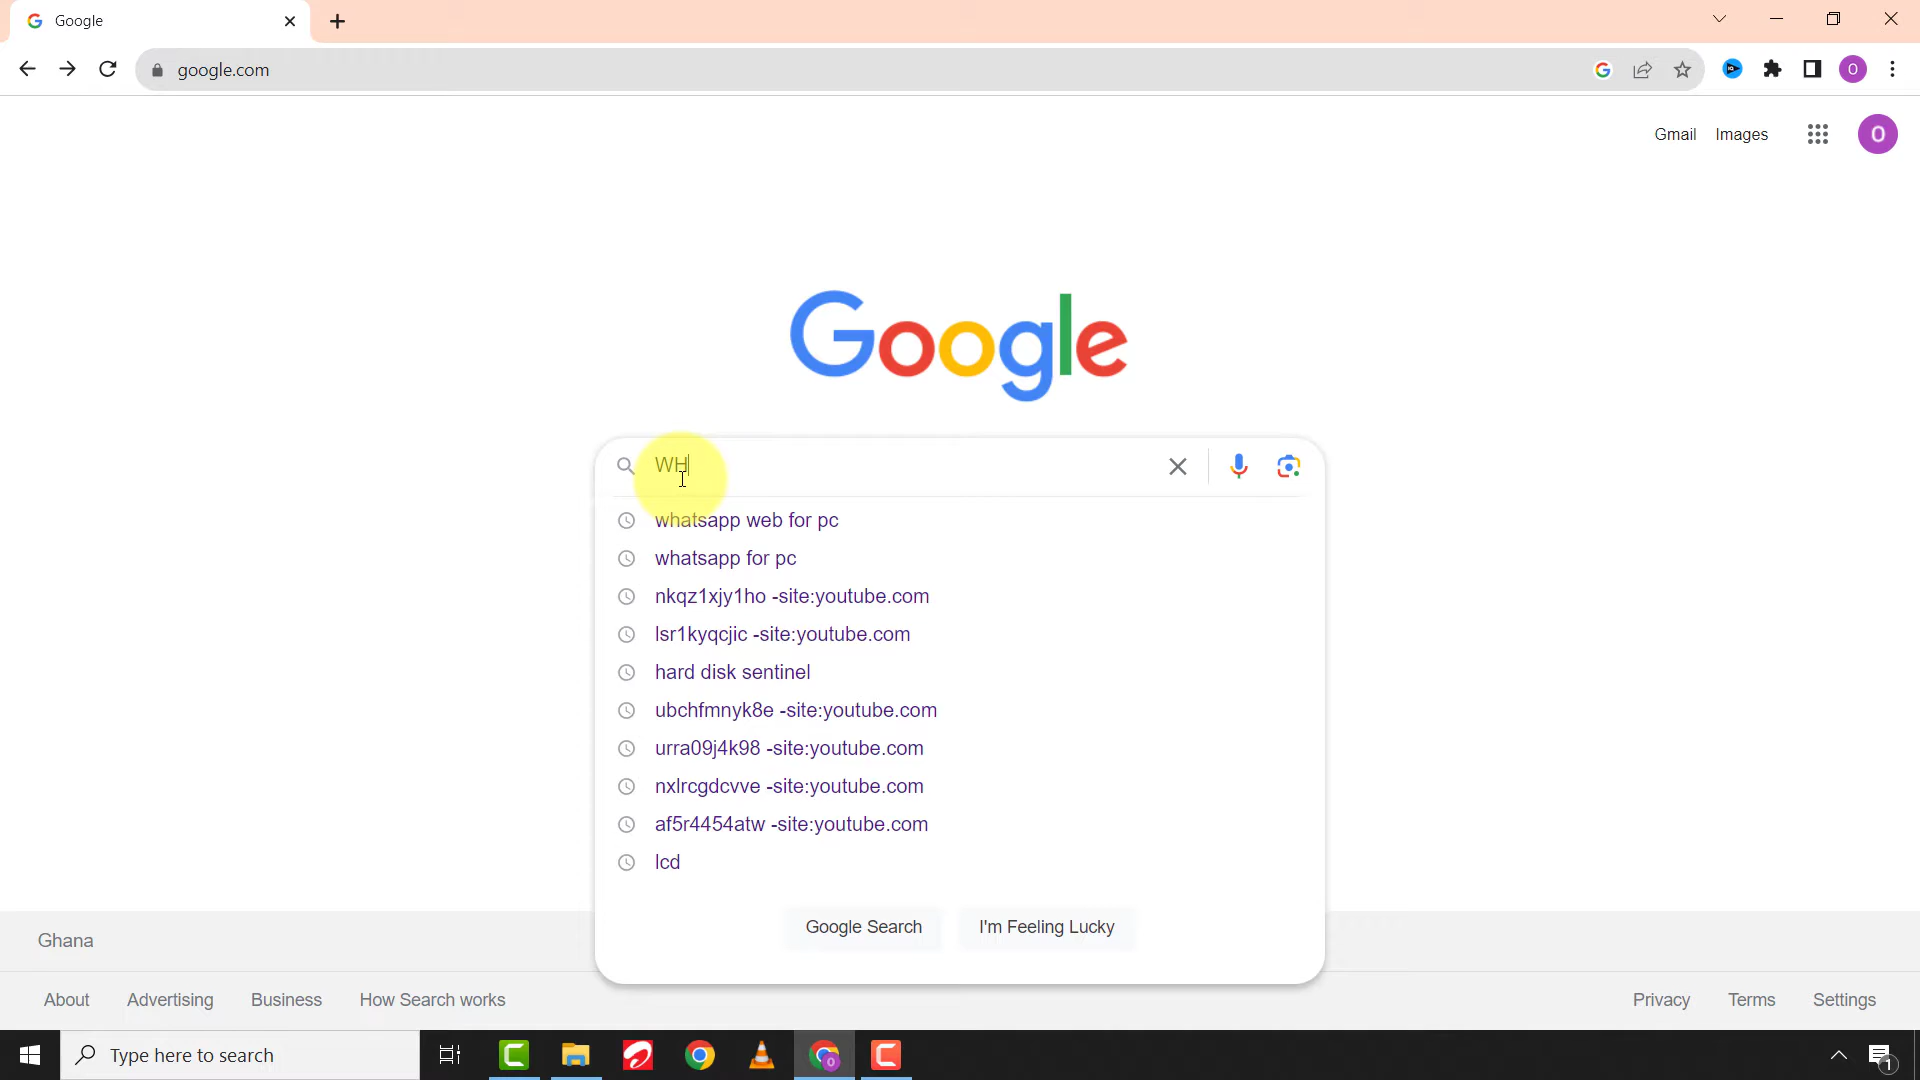 Google
google.com
O
Gmail Images
O
Google
WH
whatsapp web for pc
whatsapp for pc
nkqz1xjy1ho -site:youtube.com
lsr1kyqcjic -site:youtube.com
hard disk sentinel
ubchfmnyk8e -site:youtube.com
urra09j4k98 -site:youtube.com
nxlrcgdcvve -site:youtube.com
af5r4454atw -site:youtube.com
lcd
Google Search I'm Feeling Lucky
Ghana
About Advertising Business How Search works Privacy Terms Settings
Type here to search
1